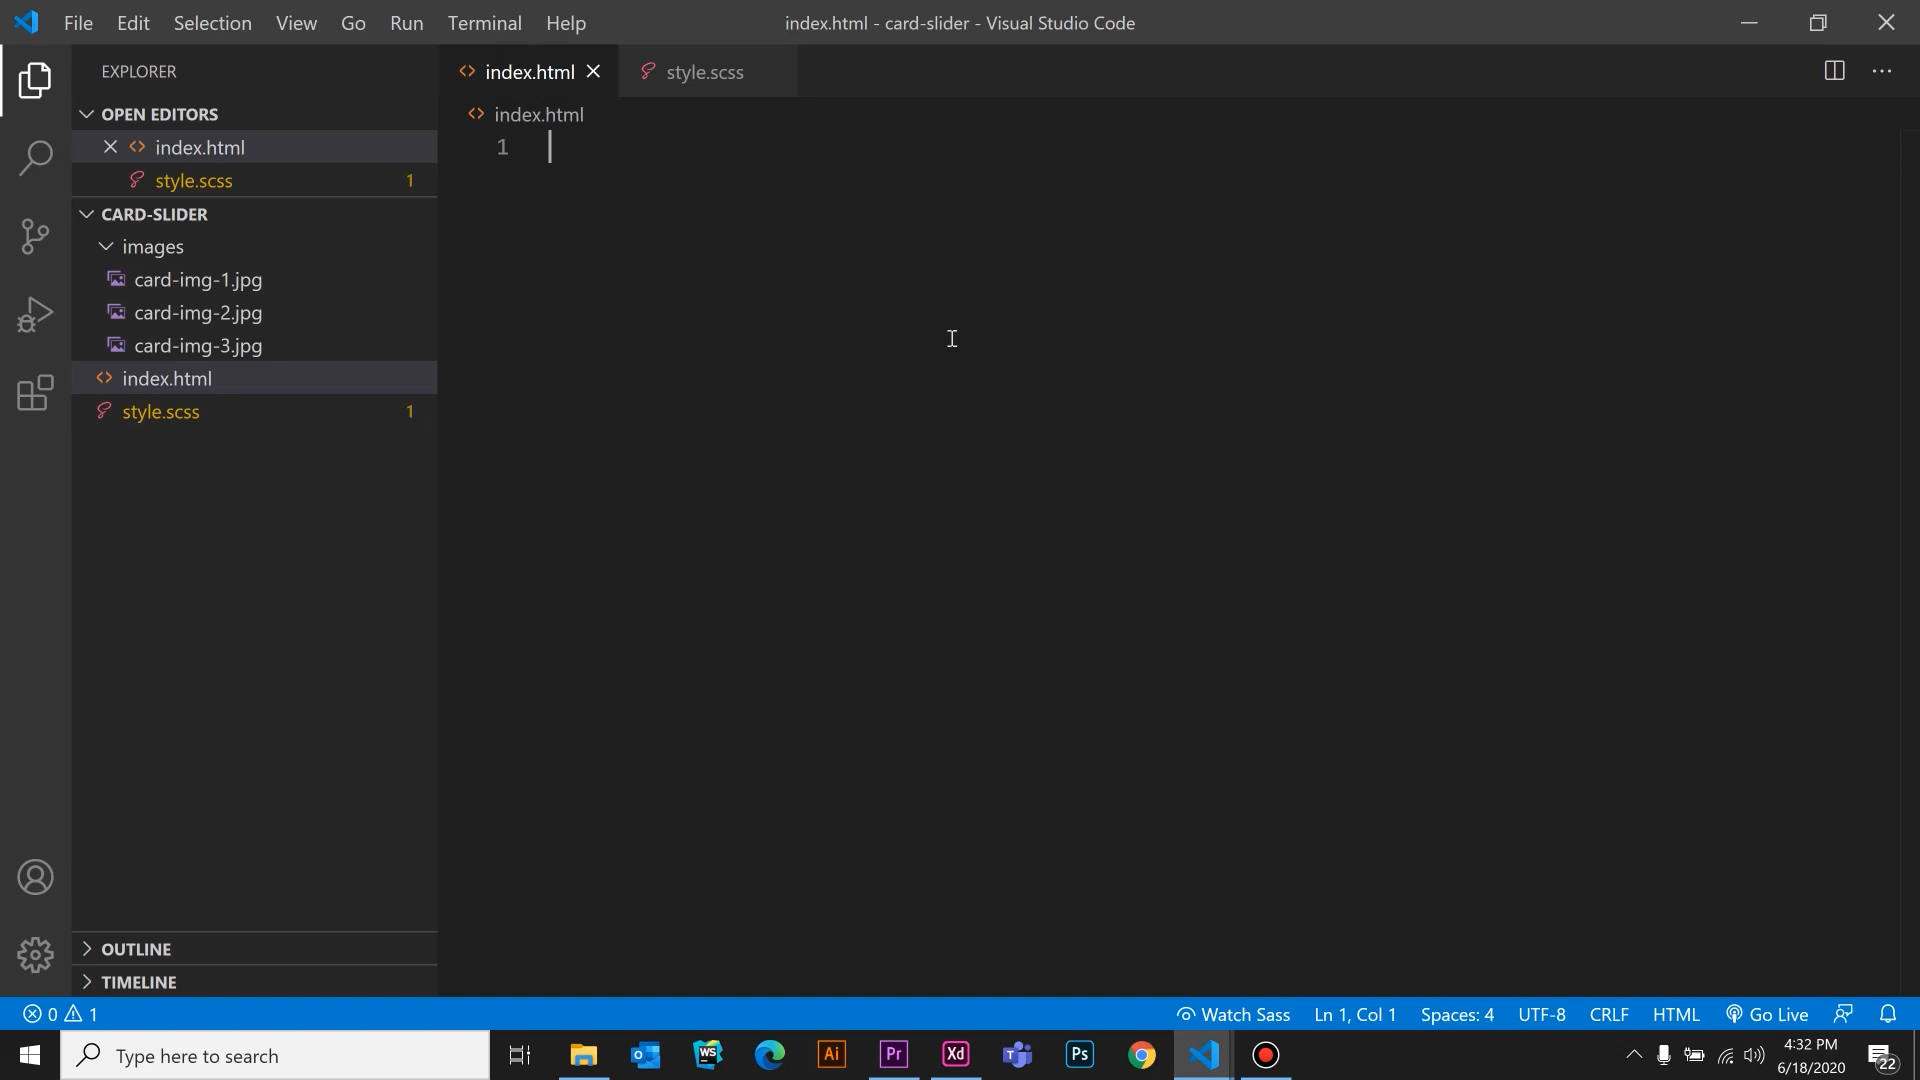 File Edit Selection View Go Run Terminal Help
index.html - card-slider - Visual Studio Code
EXPLORER
index.html
style.scss
OPEN EDITORS
index.html
index.html
1
style.scss 1
CARD-SLIDER
images
card-img-1.jpg
card-img-2.jpg
card-img-3.jpg
index.html
style.scss 1
OUTLINE
TIMELINE
0 1
Watch Sass
Ln 1, Col 1
Spaces: 4
UTF-8
CRLF
HTML
Go Live
Type here to search
WS
Ai
Pr
Xd
Ps
4:32 PM
6/18/2020
22